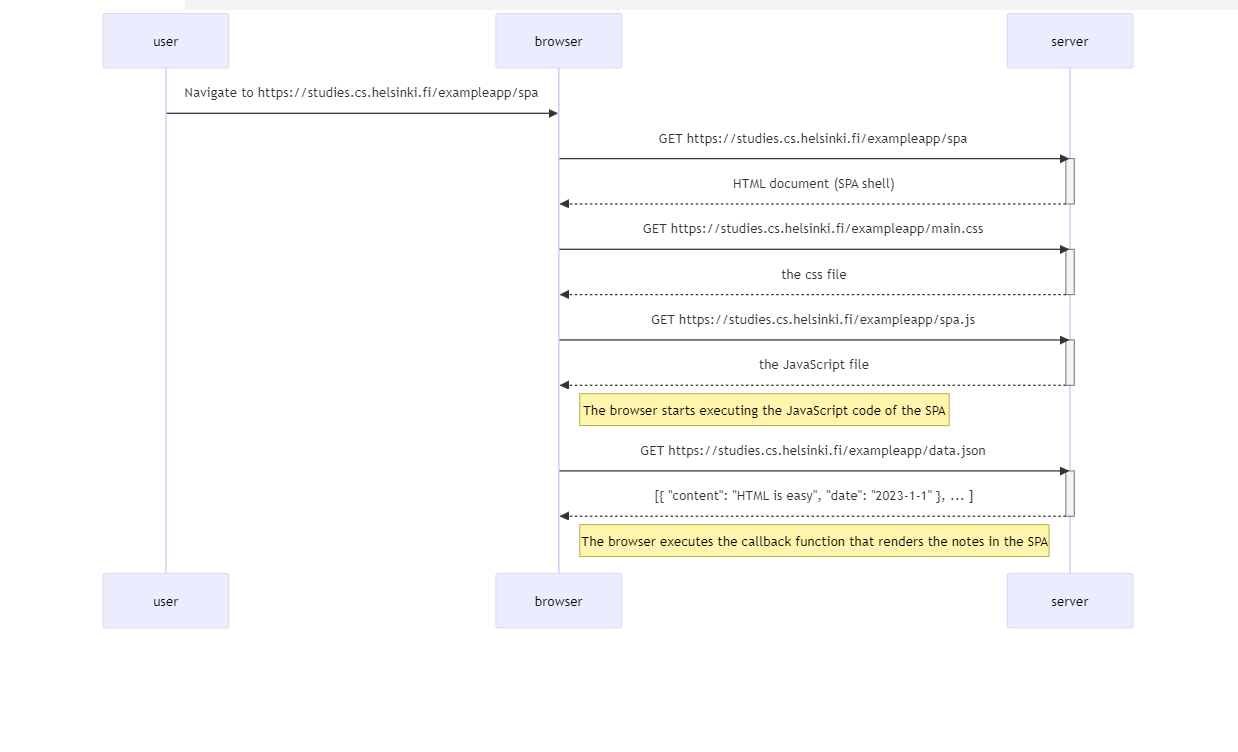 user
browser
server
Navigate to https://studies.cs.helsinki.fi/exampleapp/spa
GET https://studies.cs.helsinki.fi/exampleapp/spa
HTML document (SPA shell)
GET https://studies.cs.helsinki.fi/exampleapp/main.css
the css file
GET https://studies.cs.helsinki.fi/exampleapp/spa.js
the JavaScript file
The browser starts executing the JavaScript code of the SPA
GET https://studies.cs.helsinki.fi/exampleapp/data.json
[{ "content": "HTML is easy", "date": "2023-1-1" }, ... ]
The browser executes the callback function that renders the notes in the SPA
user
browser
server